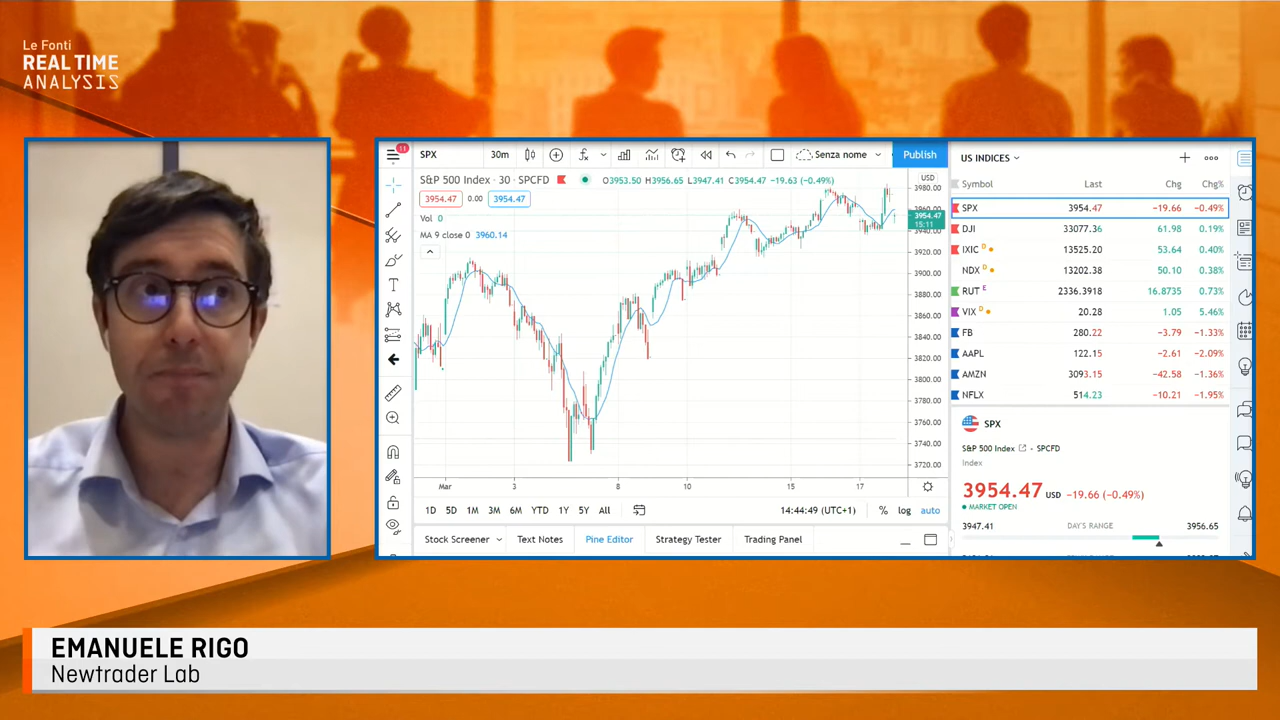 Le Fonti
REAL TIME
ANALYSIS
11
SPX
30m
Senza nome
Publish
S&P 500 Index · 30 · SPCFD
O3953.50 H3956.65 L3947.41 C3954.47 −19.63 (−0.49%)
3954.47 0.00 3954.47
Vol 0
MA 9 close 0 3960.14
USD
3980.00
3960.00
3954.47
15:11
3940.00
3920.00
3900.00
3880.00
3860.00
3840.00
3820.00
3800.00
3780.00
3760.00
3740.00
3720.00
Mar 3 8 10 15 17
1D 5D 1M 3M 6M YTD 1Y 5Y All
14:44:49 (UTC+1) % log auto
Stock Screener Text Notes Pine Editor Strategy Tester Trading Panel
US INDICES
Symbol Last Chg Chg%
SPX 3954.47 −19.66 −0.49%
DJI 33077.36 61.98 0.19%
IXIC D 13525.20 53.64 0.40%
NDX D 13202.38 50.10 0.38%
RUT E 2336.3918 16.8735 0.73%
VIX D 20.28 1.05 5.46%
FB 280.22 −3.79 −1.33%
AAPL 122.15 −2.61 −2.09%
AMZN 3093.15 −42.58 −1.36%
NFLX 514.23 −10.21 −1.95%
SPX
S&P 500 Index · SPCFD
Index
3954.47 USD −19.66 (−0.49%)
MARKET OPEN
3947.41 DAY'S RANGE 3956.65
EMANUELE RIGO
Newtrader Lab